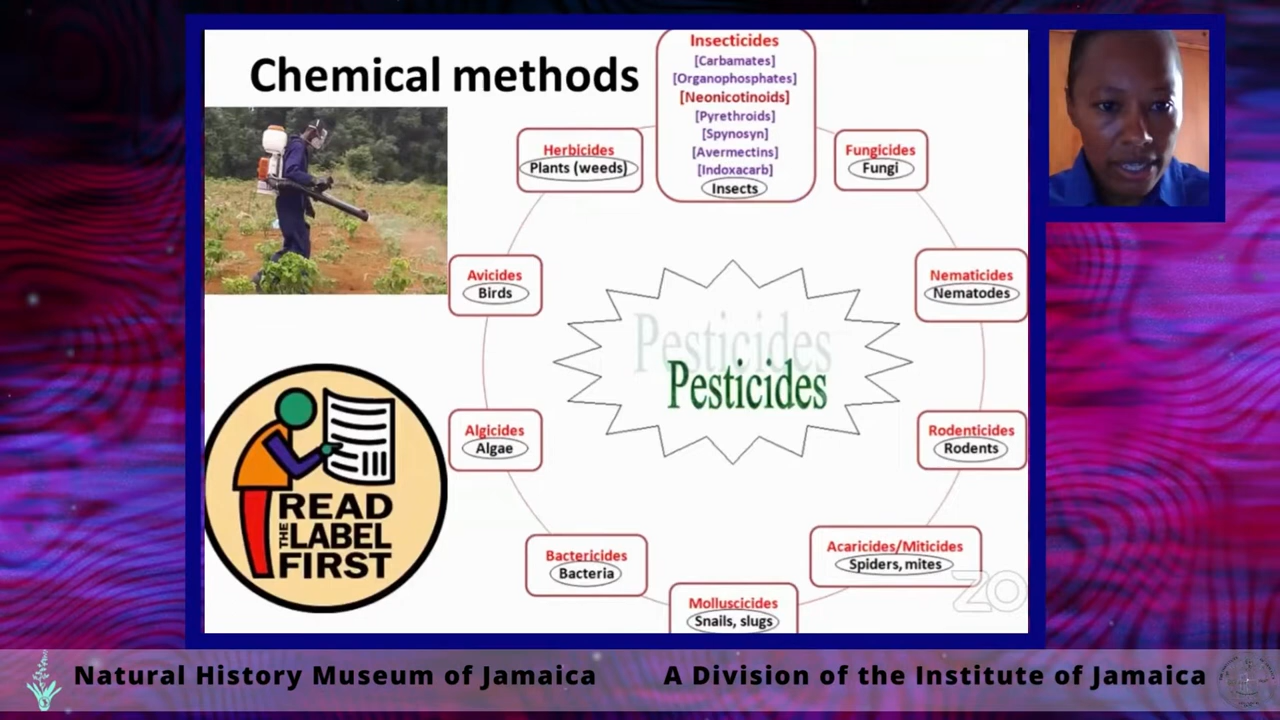 Chemical methods
Insecticides
[Carbamates]
[Organophosphates]
[Neonicotinoids]
[Pyrethroids]
[Spynosyn]
[Avermectins]
[Indoxacarb]
Insects
Herbicides
Plants (weeds)
Fungicides
Fungi
Avicides
Birds
Nematicides
Nematodes
Pesticides
Pesticides
Algicides
Algae
Rodenticides
Rodents
READ
THE LABEL
FIRST
Bactericides
Bacteria
Acaricides/Miticides
Spiders, mites
Molluscicides
Snails, slugs
ZO
Natural History Museum of Jamaica
A Division of the Institute of Jamaica